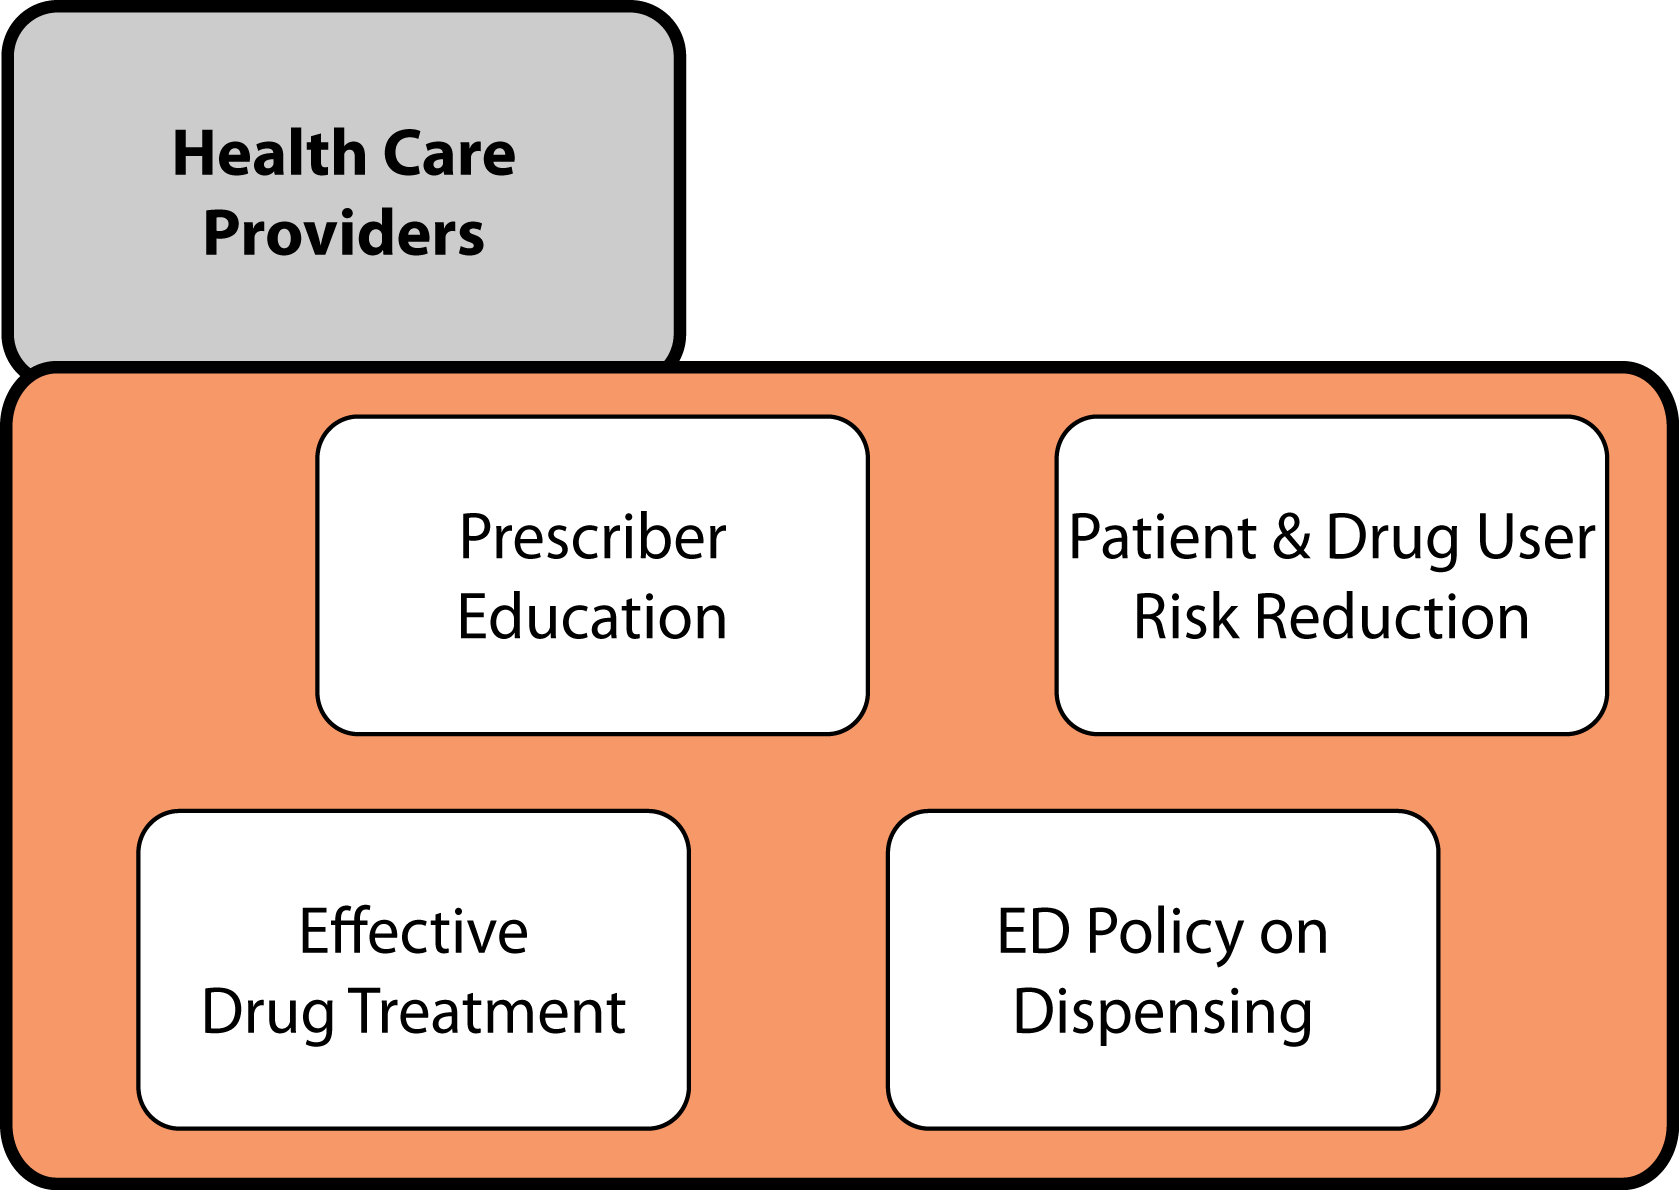 Health Care
Providers
Prescriber
Education
Patient & Drug User
Risk Reduction
Effective
Drug Treatment
ED Policy on
Dispensing